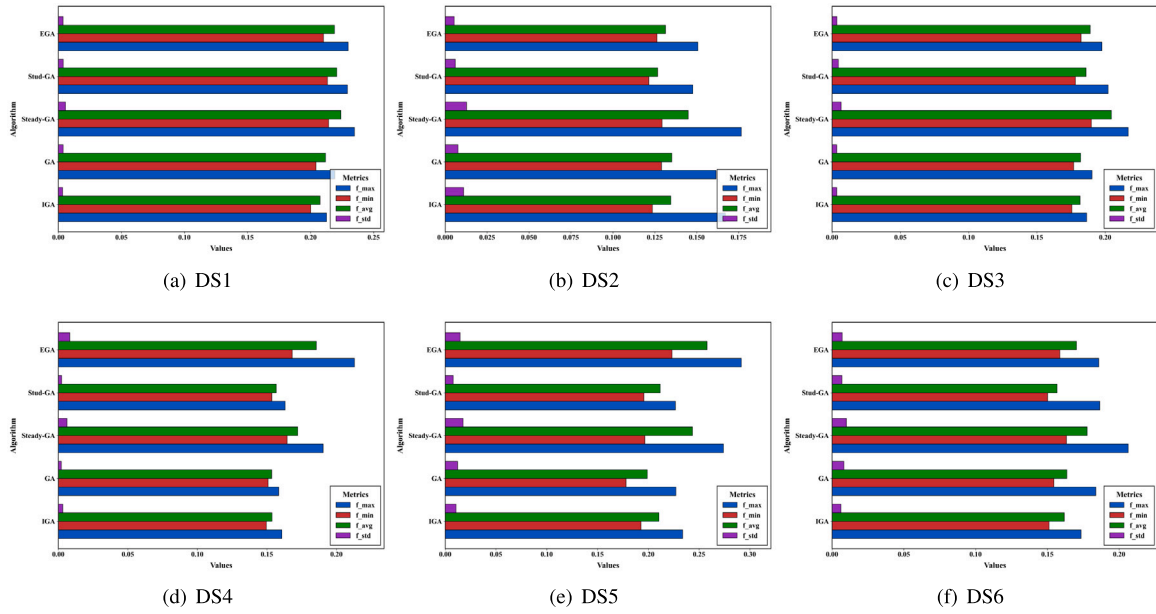 EGA
Stud-GA
Steady-GA
GA
IGA
Algorithm
Metrics
f_max
f_min
f_avg
f_std
0.00 0.05 0.10 0.15 0.20 0.25
Values
(a) DS1
EGA
Stud-GA
Steady-GA
GA
IGA
Algorithm
Metrics
f_max
f_min
f_avg
f_std
0.000 0.025 0.050 0.075 0.100 0.125 0.150 0.175
Values
(b) DS2
EGA
Stud-GA
Steady-GA
GA
IGA
Algorithm
Metrics
f_max
f_min
f_avg
f_std
0.00 0.05 0.10 0.15 0.20
Values
(c) DS3
EGA
Stud-GA
Steady-GA
GA
IGA
Algorithm
Metrics
f_max
f_min
f_avg
f_std
0.00 0.05 0.10 0.15 0.20
Values
(d) DS4
EGA
Stud-GA
Steady-GA
GA
IGA
Algorithm
Metrics
f_max
f_min
f_avg
f_std
0.00 0.05 0.10 0.15 0.20 0.25 0.30
Values
(e) DS5
EGA
Stud-GA
Steady-GA
GA
IGA
Algorithm
Metrics
f_max
f_min
f_avg
f_std
0.00 0.05 0.10 0.15 0.20
Values
(f) DS6